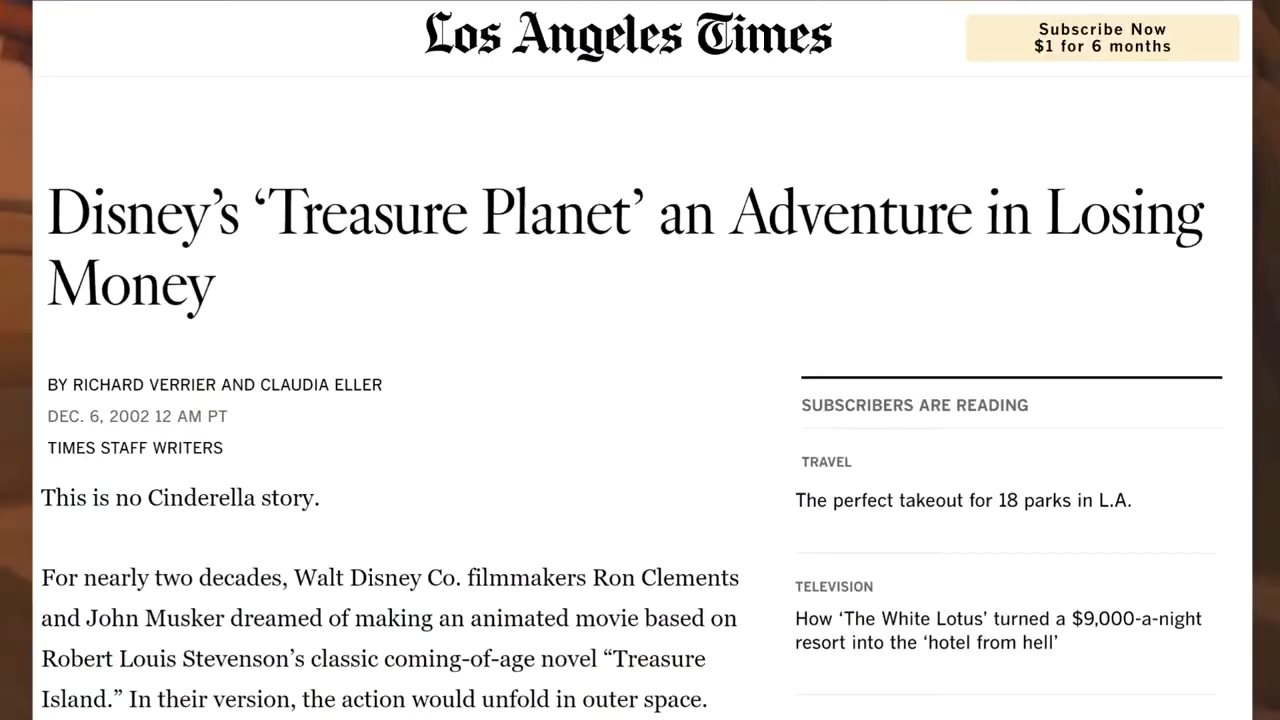 Los Angeles Times
Subscribe Now
$1 for 6 months
Disney’s ‘Treasure Planet’ an Adventure in Losing
Money
BY RICHARD VERRIER AND CLAUDIA ELLER
DEC. 6, 2002 12 AM PT
TIMES STAFF WRITERS
This is no Cinderella story.
For nearly two decades, Walt Disney Co. filmmakers Ron Clements
and John Musker dreamed of making an animated movie based on
Robert Louis Stevenson’s classic coming-of-age novel “Treasure
Island.” In their version, the action would unfold in outer space.
SUBSCRIBERS ARE READING
TRAVEL
The perfect takeout for 18 parks in L.A.
TELEVISION
How ‘The White Lotus’ turned a $9,000-a-night
resort into the ‘hotel from hell’